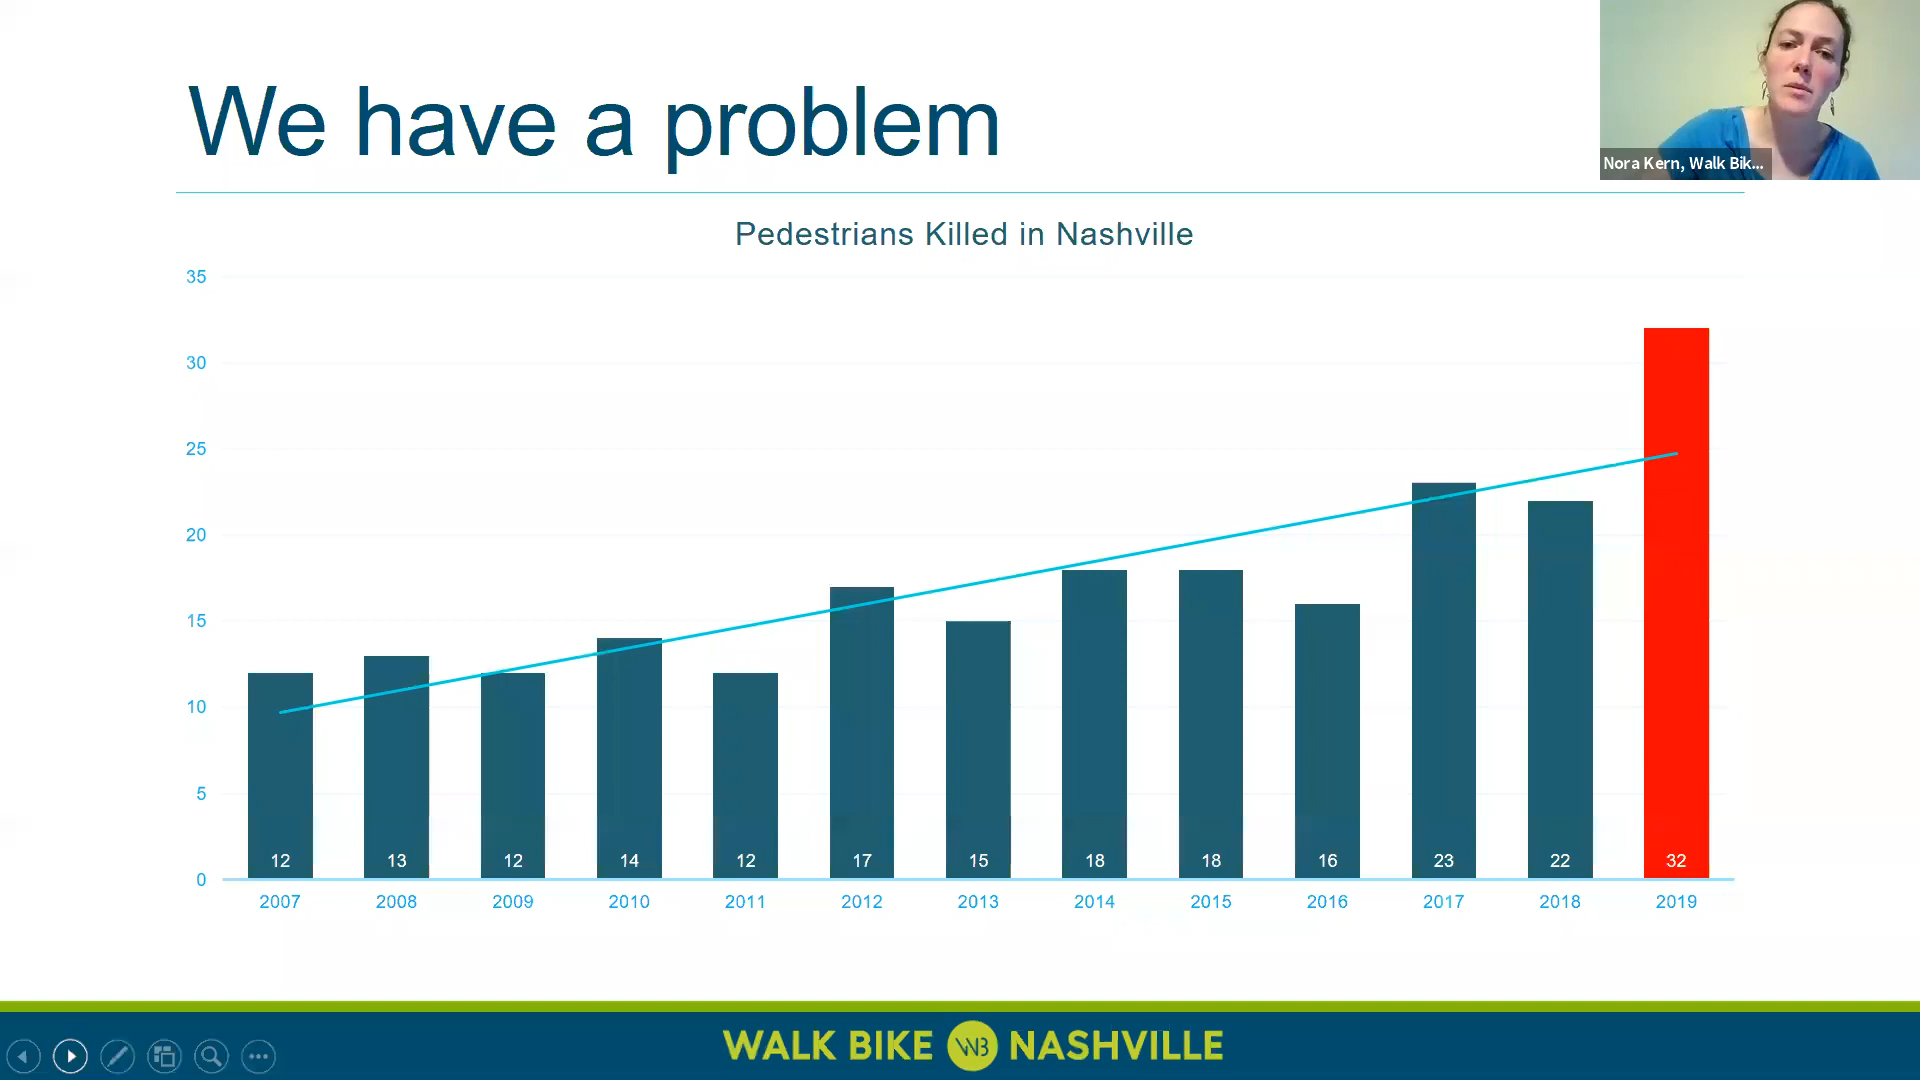 We have a problem
Nora Kern, Walk Bik...
Pedestrians Killed in Nashville
35
30
25
20
15
10
5
0
12 13 12 14 12 17 15 18 18 16 23 22 32
2007 2008 2009 2010 2011 2012 2013 2014 2015 2016 2017 2018 2019
WALK BIKE WB NASHVILLE